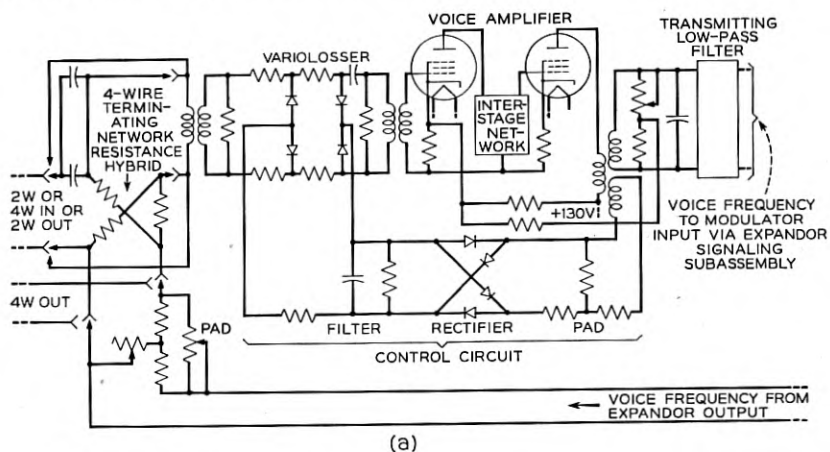 VOICE AMPLIFIER
TRANSMITTING
LOW-PASS
FILTER
VARIOLOSSER
4-WIRE
TERMIN-
ATING
NETWORK
RESISTANCE
HYBRID
INTER-
STAGE NET-
WORK
2W OR
4W IN OR
2W OUT
+130V
VOICE FREQUENCY
TO MODULATOR
INPUT VIA EXPANDOR
SIGNALING
SUBASSEMBLY
4W OUT
PAD
FILTER
RECTIFIER
PAD
CONTROL CIRCUIT
VOICE FREQUENCY FROM
EXPANDOR OUTPUT
(a)